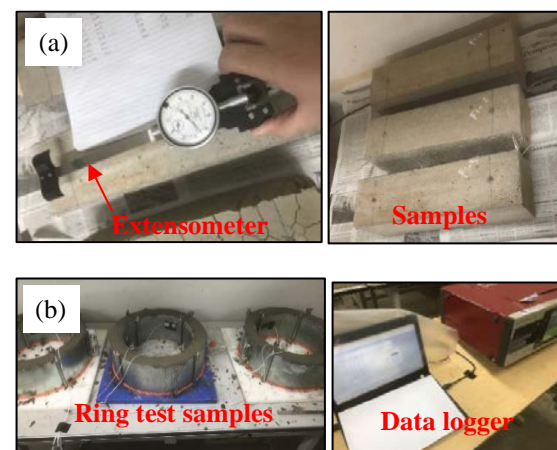 (a)
Extensometer
Samples
(b)
Ring test samples
Data logger